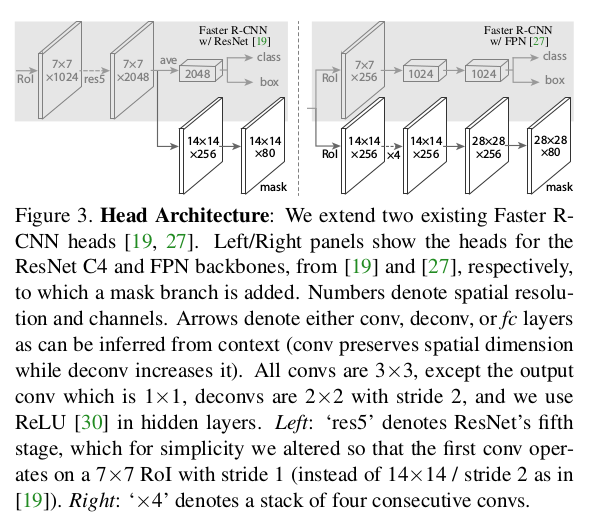 Faster R-CNN
w/ ResNet [19]
RoI
7×7
×1024
res5
7×7
×2048
ave
2048
class
box
14×14
×256
14×14
×80
mask
Faster R-CNN
w/ FPN [27]
RoI
7×7
×256
1024
1024
class
box
RoI
14×14
×256
×4
14×14
×256
28×28
×256
28×28
×80
mask
Figure 3. Head Architecture: We extend two existing Faster R-
CNN heads [19, 27]. Left/Right panels show the heads for the
ResNet C4 and FPN backbones, from [19] and [27], respectively,
to which a mask branch is added. Numbers denote spatial resolu-
tion and channels. Arrows denote either conv, deconv, or fc layers
as can be inferred from context (conv preserves spatial dimension
while deconv increases it). All convs are 3×3, except the output
conv which is 1×1, deconvs are 2×2 with stride 2, and we use
ReLU [30] in hidden layers. Left: ‘res5’ denotes ResNet’s fifth
stage, which for simplicity we altered so that the first conv oper-
ates on a 7×7 RoI with stride 1 (instead of 14×14 / stride 2 as in
[19]). Right: ‘×4’ denotes a stack of four consecutive convs.